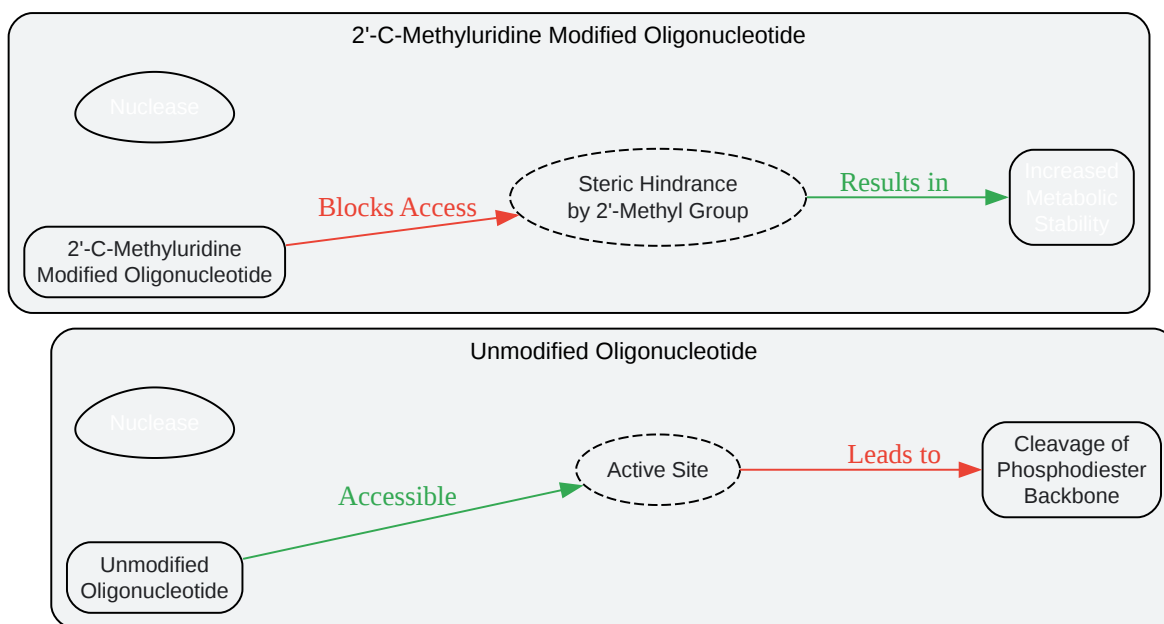 2'-C-Methyluridine Modified Oligonucleotide
Nuclease
2'-C-Methyluridine
Modified Oligonucleotide
Blocks Access
Steric Hindrance
by 2'-Methyl Group
Results in
Increased
Metabolic
Stability
Unmodified Oligonucleotide
Nuclease
Unmodified
Oligonucleotide
Accessible
Active Site
Leads to
Cleavage of
Phosphodiester
Backbone